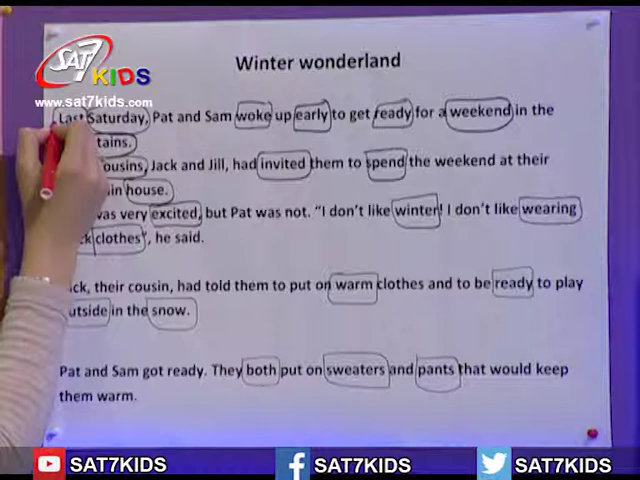 SAT7
KIDS
www.sat7kids.com
Winter wonderland
Last Saturday, Pat and Sam woke up early to get ready for a weekend in the
tains.
ousins, Jack and Jill, had invited them to spend the weekend at their
in house.
was very excited, but Pat was not. "I don't like winter! I don't like wearing
ck clothes", he said.
ck, their cousin, had told them to put on warm clothes and to be ready to play
utside in the snow.
Pat and Sam got ready. They both put on sweaters and pants that would keep
them warm.
SAT7KIDS SAT7KIDS SAT7KIDS